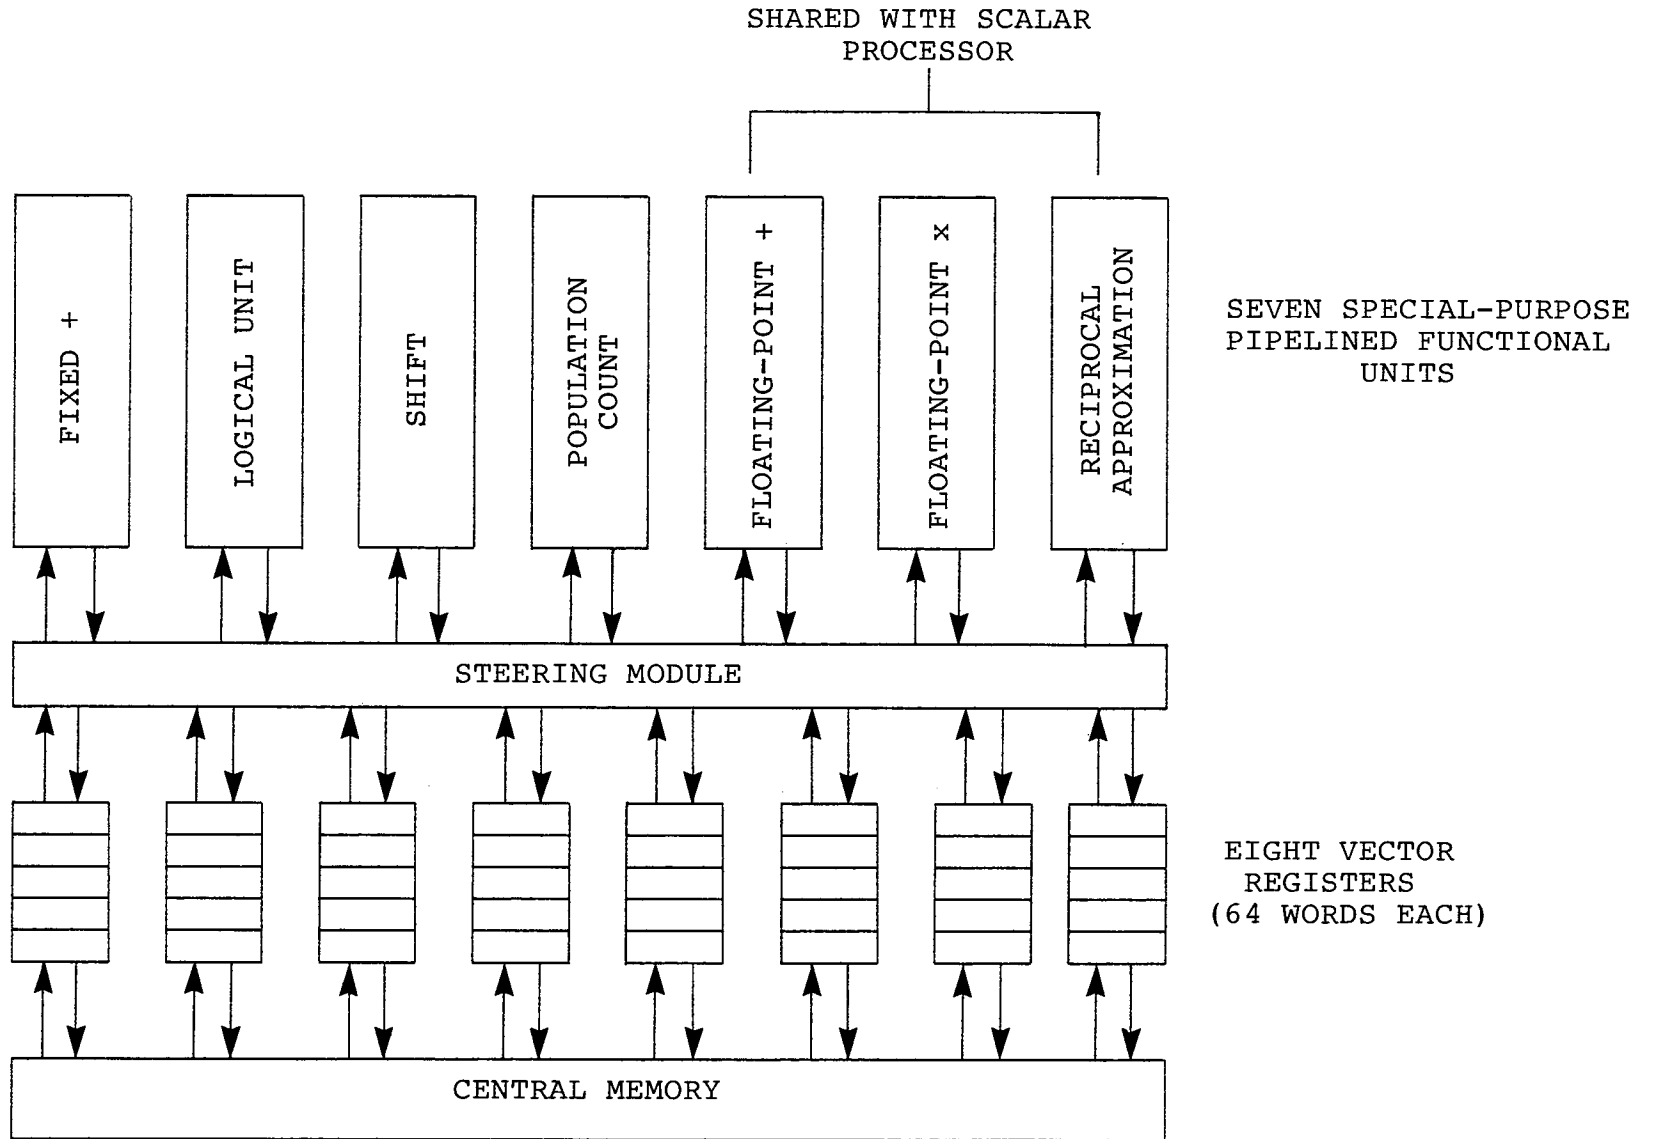 SHARED WITH SCALAR
PROCESSOR
FIXED +
LOGICAL UNIT
SHIFT
POPULATION
COUNT
FLOATING-POINT +
FLOATING-POINT x
RECIPROCAL
APPROXIMATION
SEVEN SPECIAL-PURPOSE
PIPELINED FUNCTIONAL
UNITS
STEERING MODULE
EIGHT VECTOR
REGISTERS
(64 WORDS EACH)
CENTRAL MEMORY